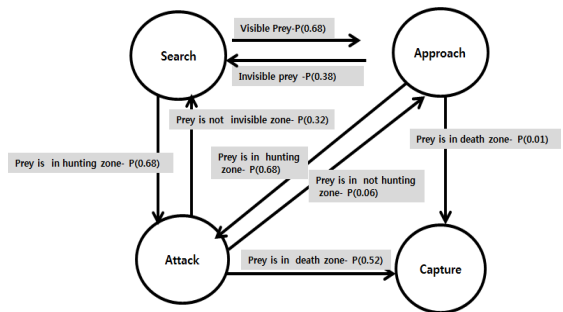 Visible Prey-P(0.68)
Search
Approach
Invisible prey -P(0.38)
Prey is not  invisible zone- P(0.32)
Prey is in death zone- P(0.01)
Prey is  in hunting zone- P(0.68)
Prey is in  hunting
zone- P(0.68)
Prey is in  not hunting
zone- P(0.06)
Attack
Prey is in  death zone- P(0.52)
Capture